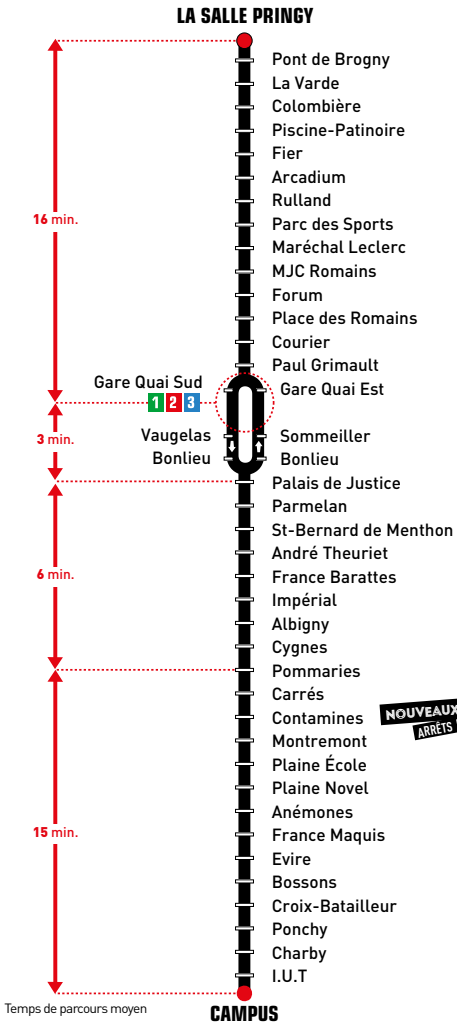 LA SALLE PRINGY
Pont de Brogny
La Varde
Colombière
Piscine-Patinoire
Fier
Arcadium
Rulland
16 min.
Parc des Sports
Maréchal Leclerc
MJC Romains
Forum
Place des Romains
Courier
Paul Grimault
Gare Quai Sud
Gare Quai Est
1 2 3
3 min.
Vaugelas
Sommeiller
Bonlieu
Bonlieu
Palais de Justice
Parmelan
St-Bernard de Menthon
André Theuriet
6 min.
France Barattes
Impérial
Albigny
Cygnes
Pommaries
Carrés
Contamines
NOUVEAUX
ARRÊTS
Montremont
Plaine École
Plaine Novel
Anémones
15 min.
France Maquis
Evire
Bossons
Croix-Batailleur
Ponchy
Charby
I.U.T
Temps de parcours moyen
CAMPUS